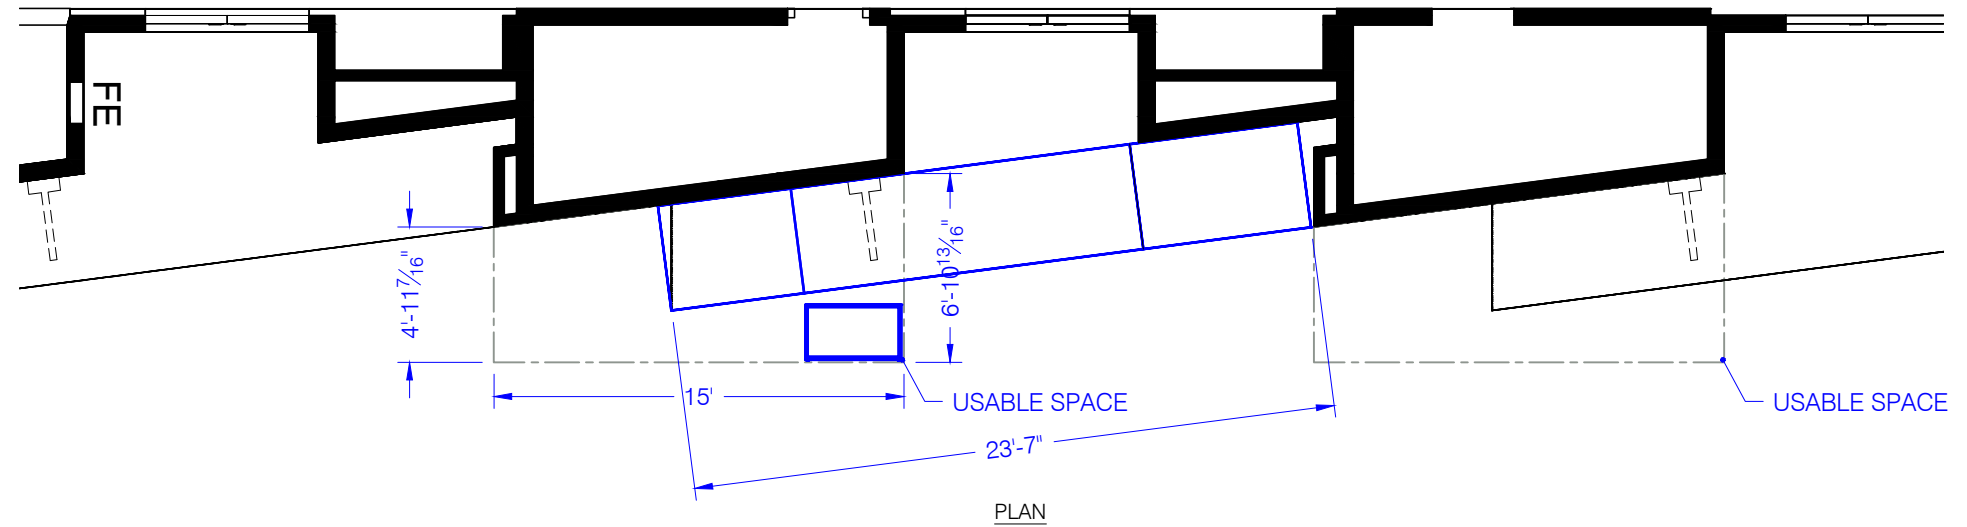 FE
4'-11 7/16"
6'-10 13/16"
15'
USABLE SPACE
USABLE SPACE
23'-7"
PLAN